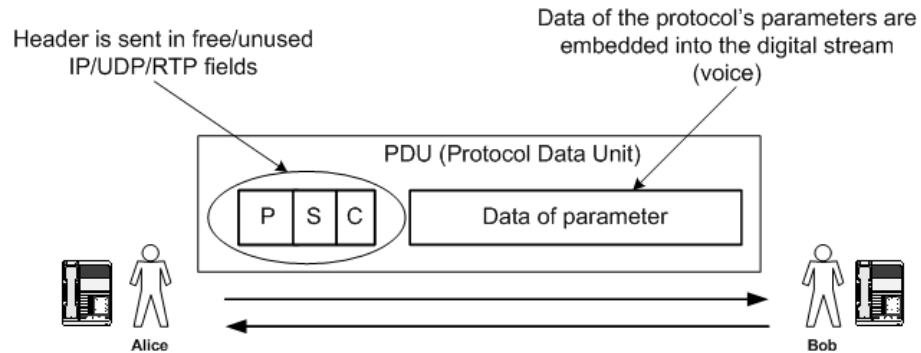 Header is sent in free/unused
IP/UDP/RTP fields
Data of the protocol's parameters are
embedded into the digital stream
(voice)
PDU (Protocol Data Unit)
P S C
Data of parameter
Alice
Bob